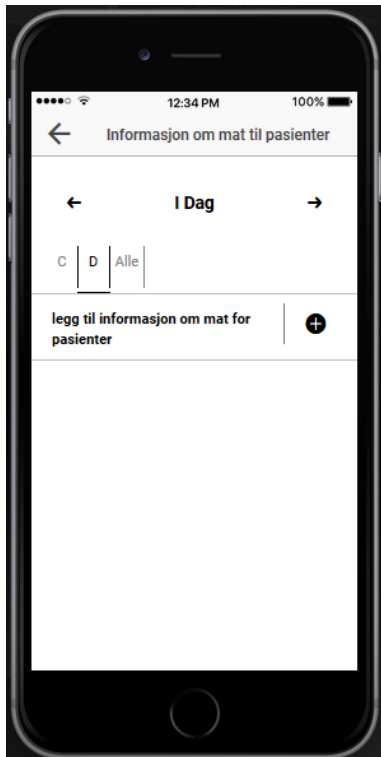 12:34 PM 100%
Informasjon om mat til pasienter
I Dag
C D Alle
legg til informasjon om mat for
pasienter